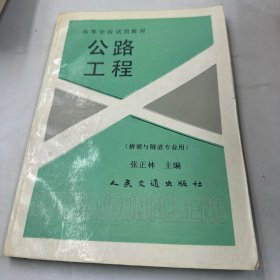 高等学校试用教材
公路
工程
(桥梁与隧道专业用)
张正林 主编
人民交通出版社